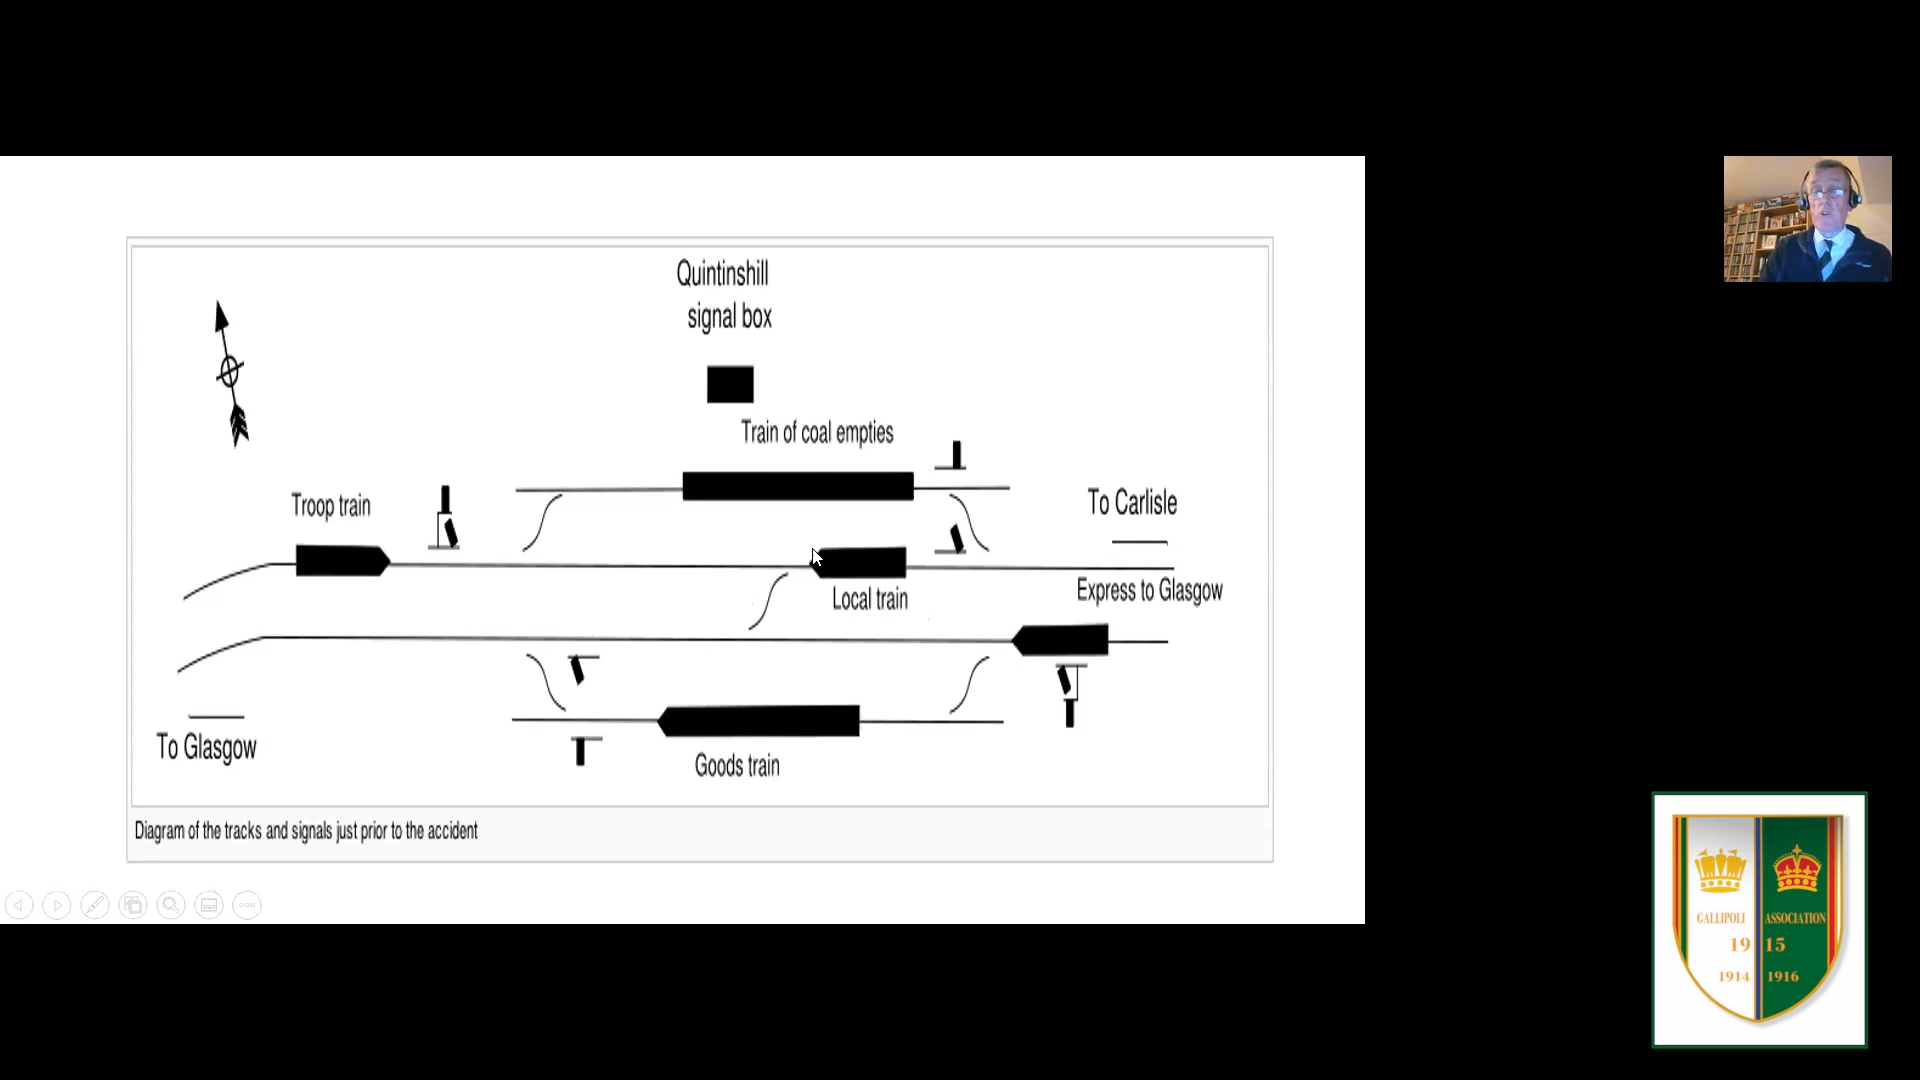 Quintinshill
signal box
Train of coal empties
Troop train
To Carlisle
Express to Glasgow
Local train
To Glasgow
Goods train
Diagram of the tracks and signals just prior to the accident
GALLIPOLI ASSOCIATION
19 15
1914 1916